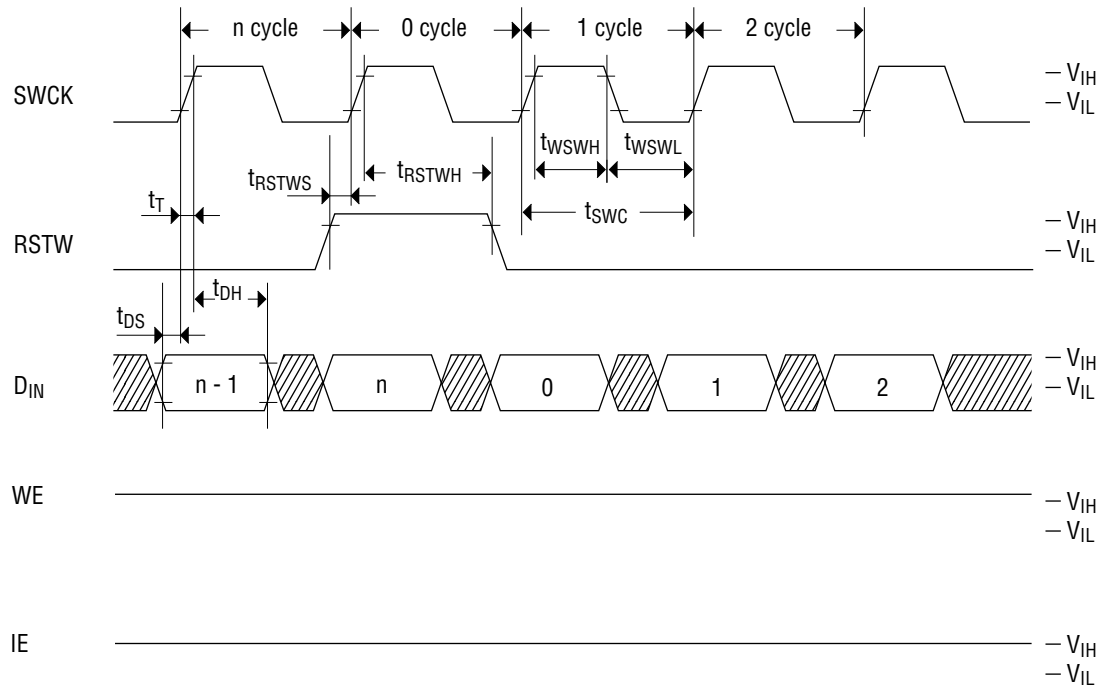 n cycle 0 cycle 1 cycle 2 cycle
SWCK
VIH
VIL
tWSWH tWSWL
tRSTWS tRSTWH
tT
tSWC
RSTW
VIH
VIL
tDH
tDS
DIN
n - 1 n 0 1 2
VIH
VIL
WE
VIH
VIL
IE
VIH
VIL